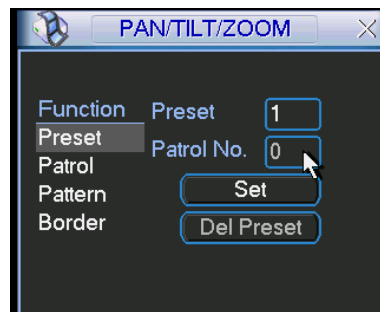 PAN/TILT/ZOOM
Function
Preset
Patrol
Pattern
Border
Preset 1
Patrol No. 0
Set
Del Preset